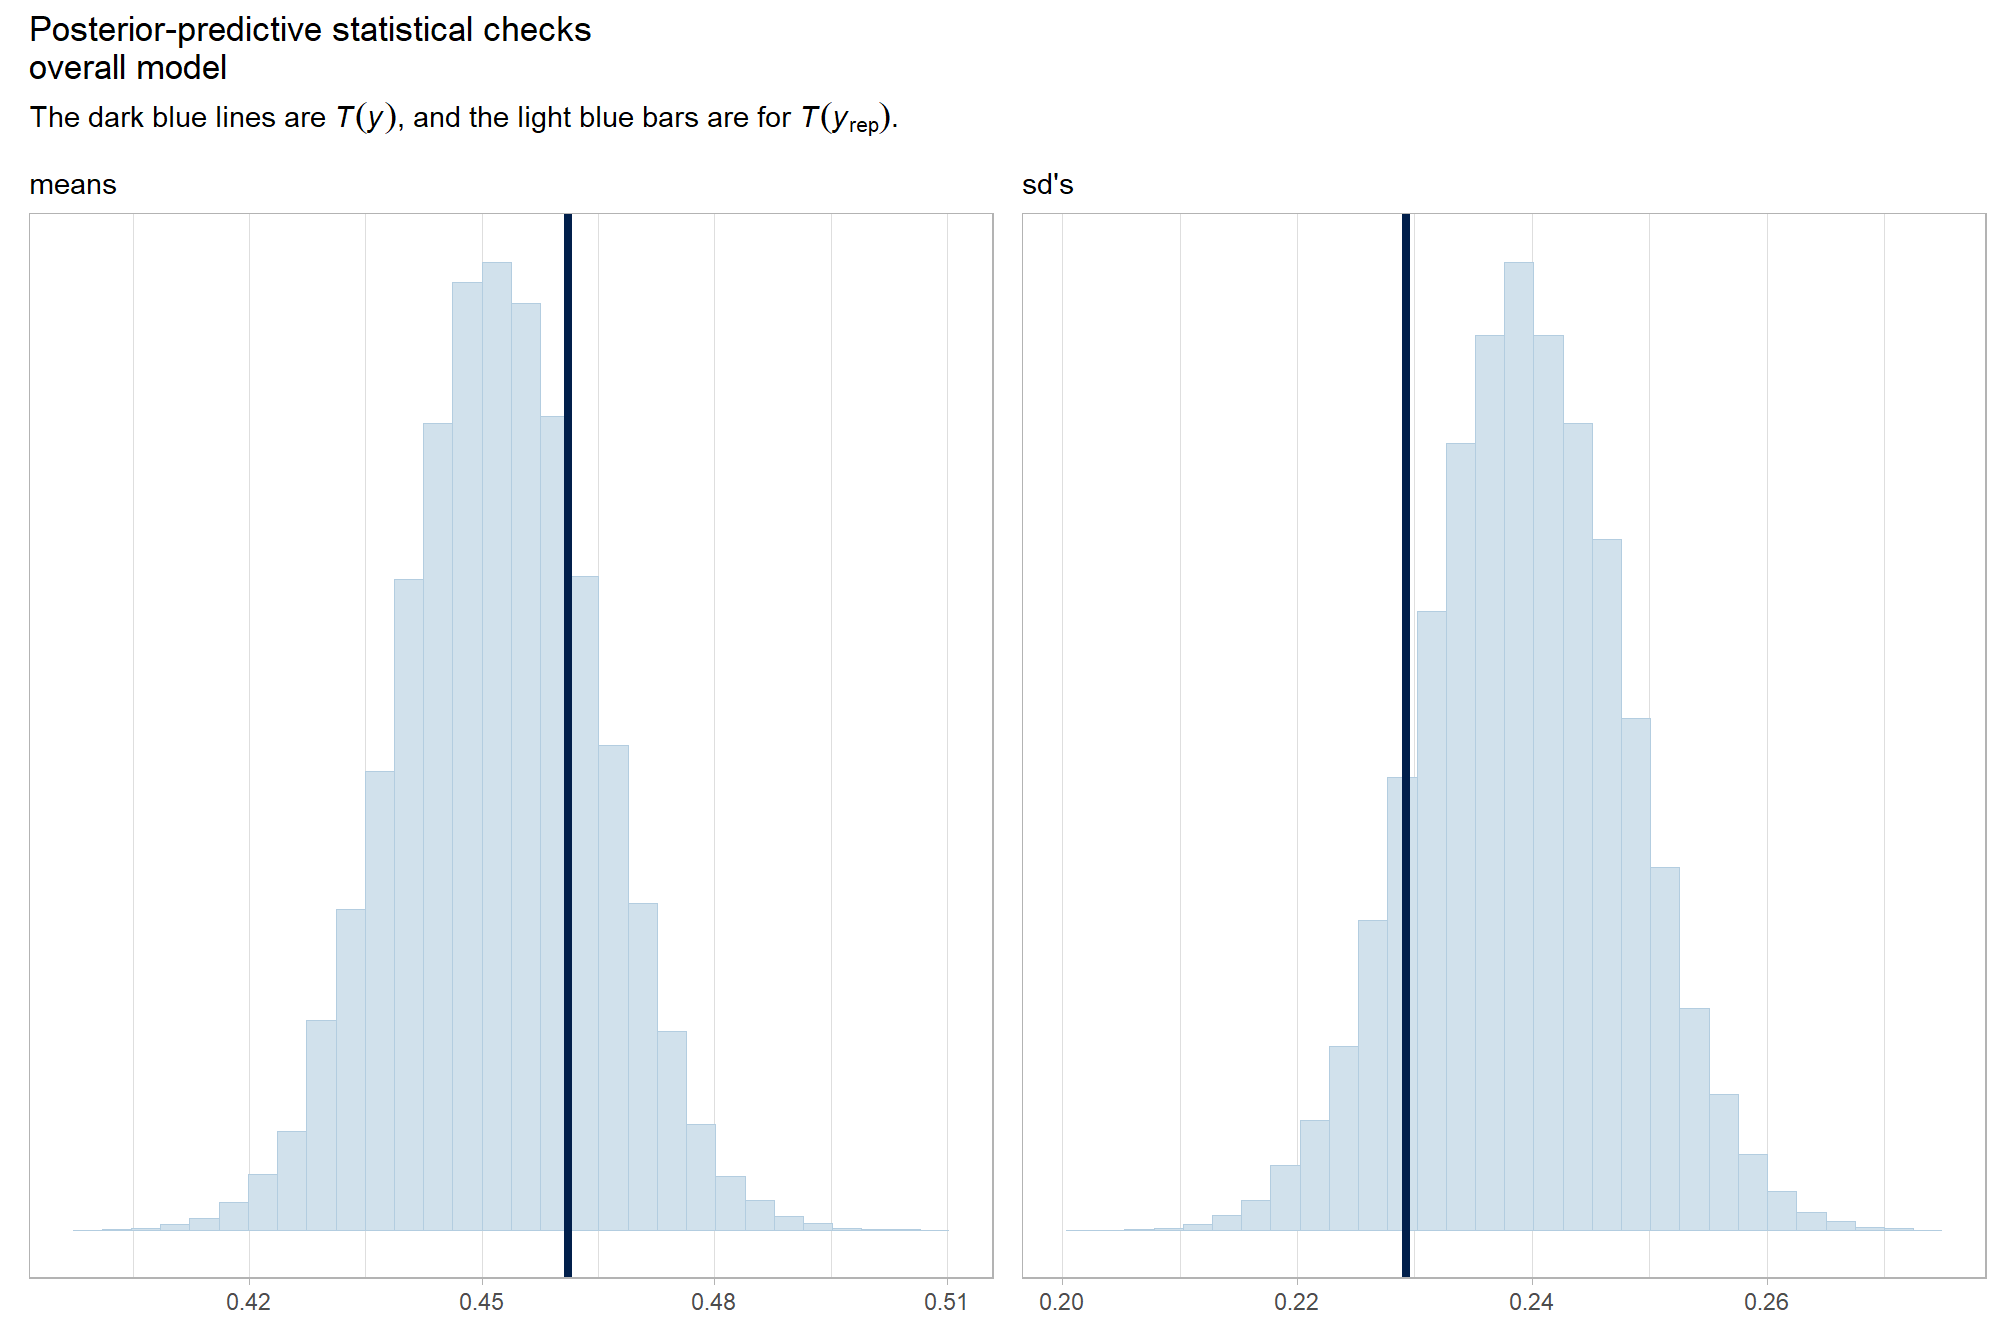 Posterior-predictive statistical checks
overall model
The dark blue lines are T(y), and the light blue bars are for T(y_rep).
means
sd's
0.42 0.45 0.48 0.51
0.20 0.22 0.24 0.26